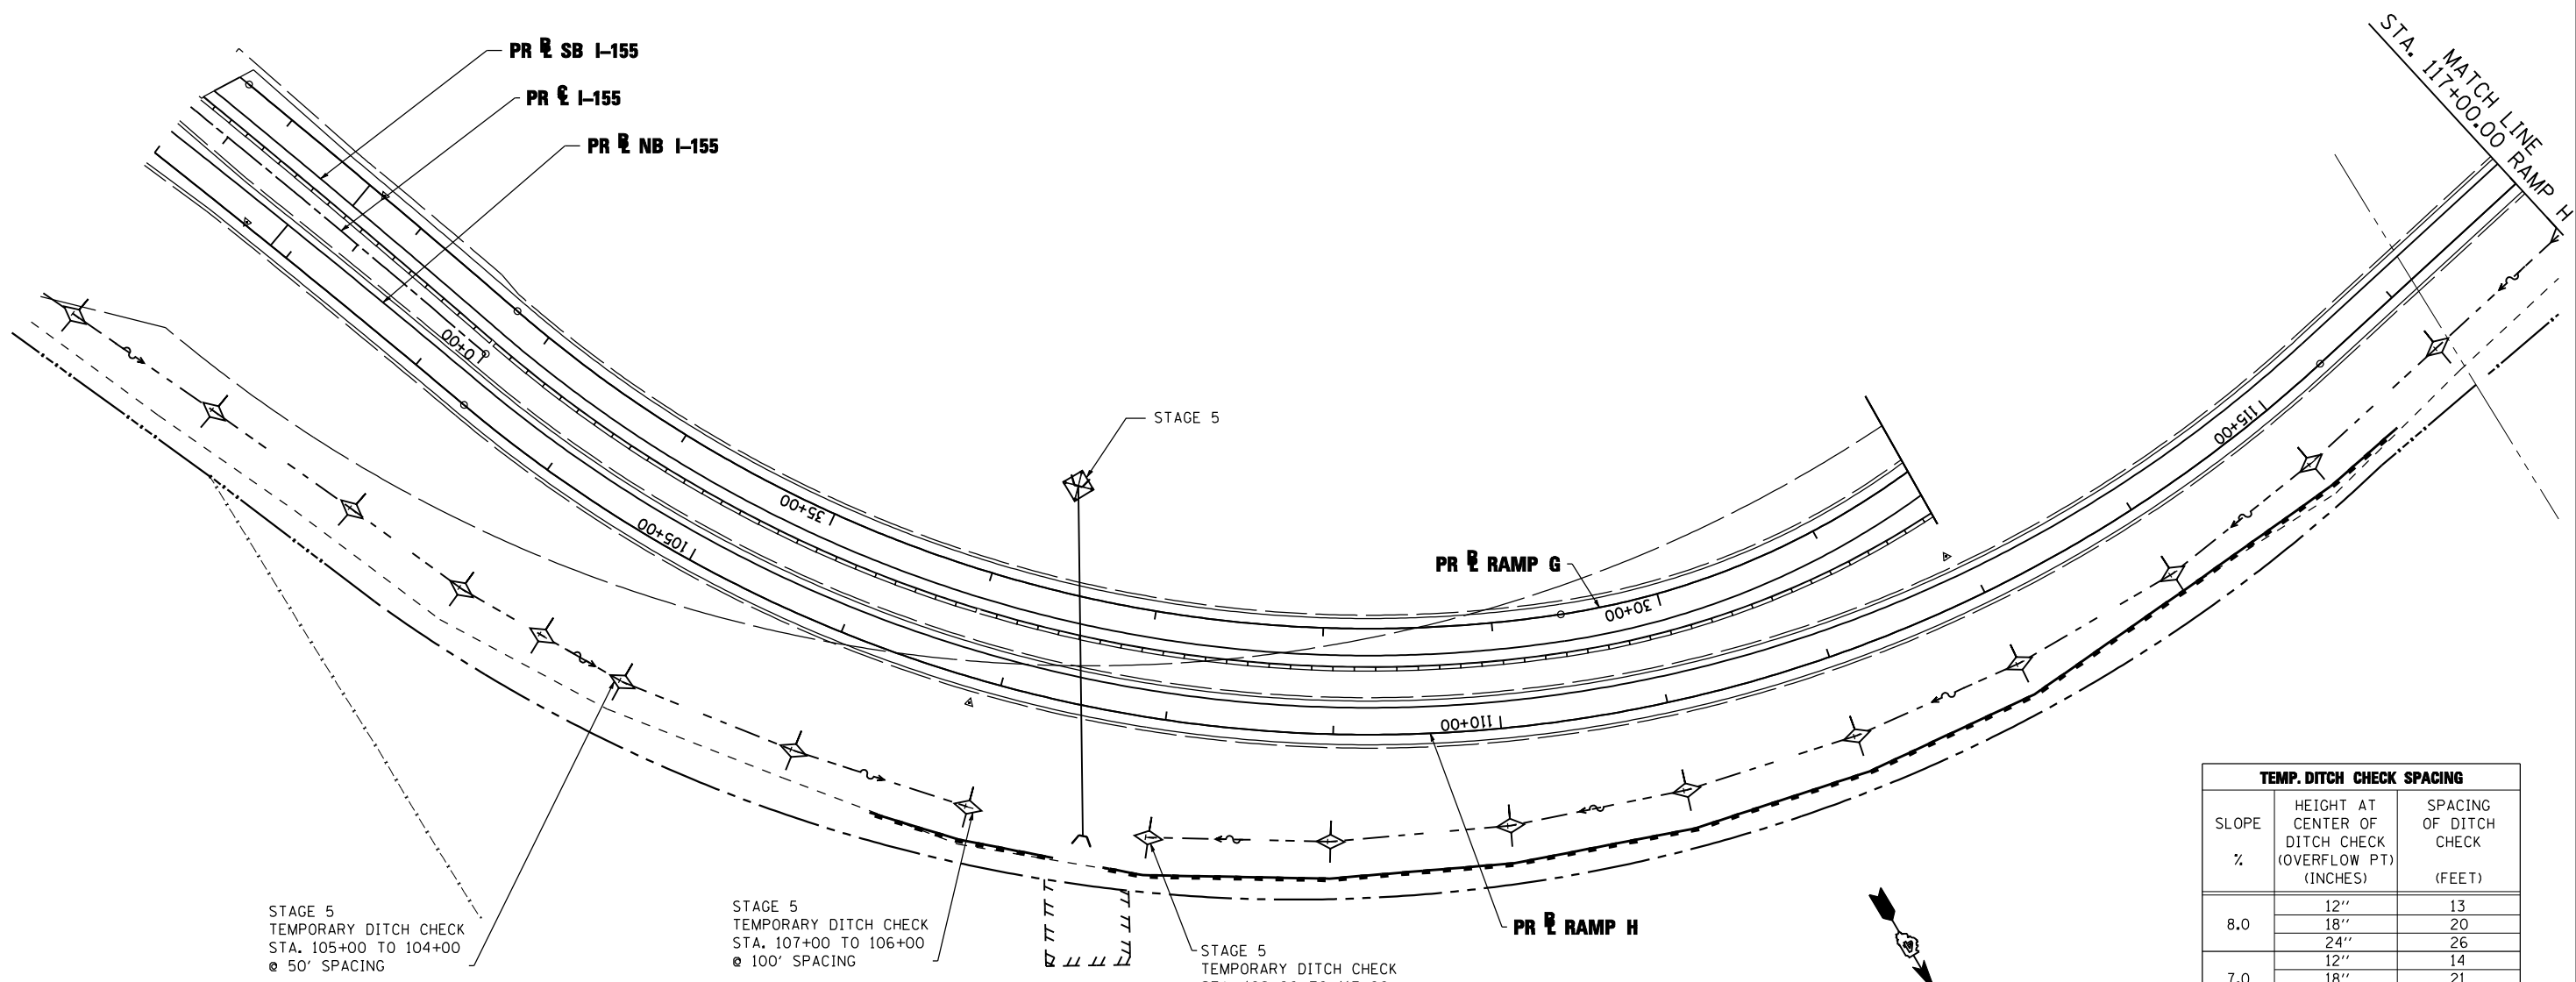 PR ℄ SB I-155
PR ℄ I-155
PR ℄ NB I-155
MATCH LINE
STA. 117+00.00 RAMP H
0+00
STAGE 5
35+00
105+00
115+00
PR ℄ RAMP G
30+00
110+00
PR ℄ RAMP H
STAGE 5
TEMPORARY DITCH CHECK
STA. 105+00 TO 104+00
@ 50' SPACING
STAGE 5
TEMPORARY DITCH CHECK
STA. 107+00 TO 106+00
@ 100' SPACING
STAGE 5
TEMPORARY DITCH CHECK
TEMP. DITCH CHECK SPACING
SLOPE
%
HEIGHT AT
CENTER OF
DITCH CHECK
(OVERFLOW PT)
(INCHES)
SPACING
OF DITCH
CHECK
(FEET)
8.0
12'' 13
18'' 20
24'' 26
7.0
12'' 14
18'' 21